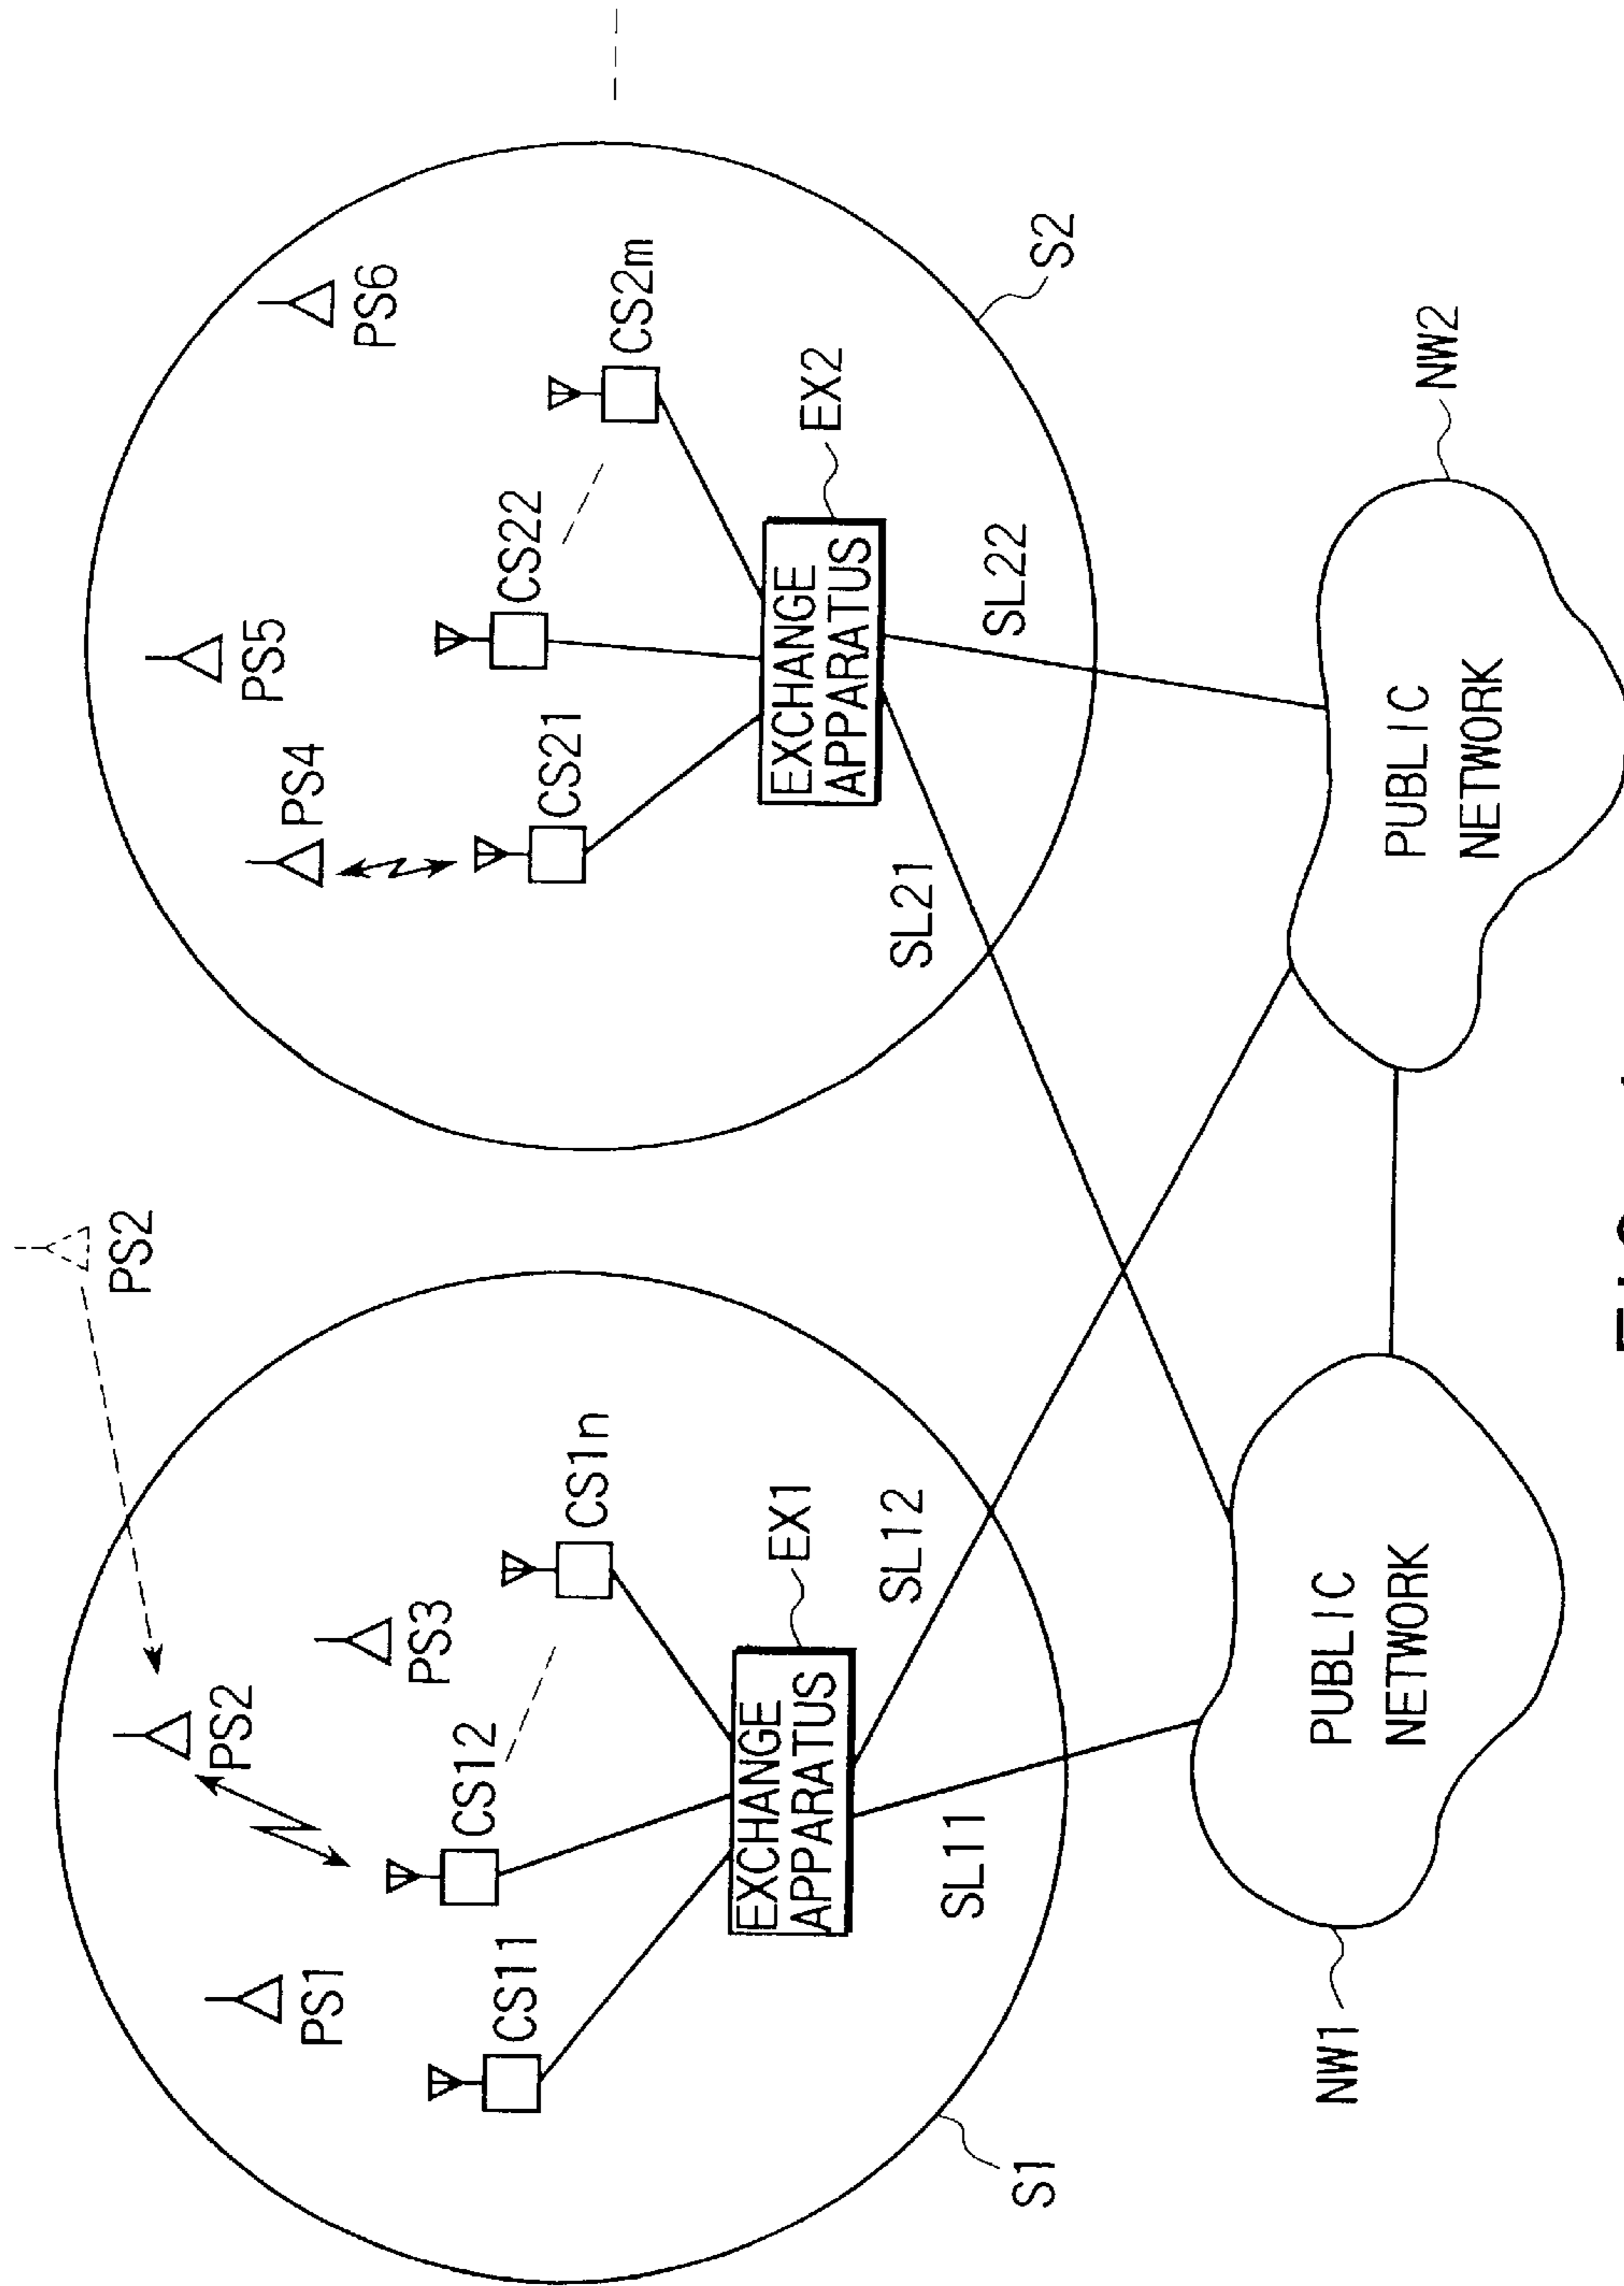 PS2
PS1
PS2
PS3
CS11
CS12
CS1n
EXCHANGE
APPARATUS
EX1
SL11
SL12
S1
PS4
PS5
PS6
CS21
CS22
CS2m
EXCHANGE
APPARATUS
EX2
SL21
SL22
S2
PUBLIC
NETWORK
NW1
PUBLIC
NETWORK
NW2